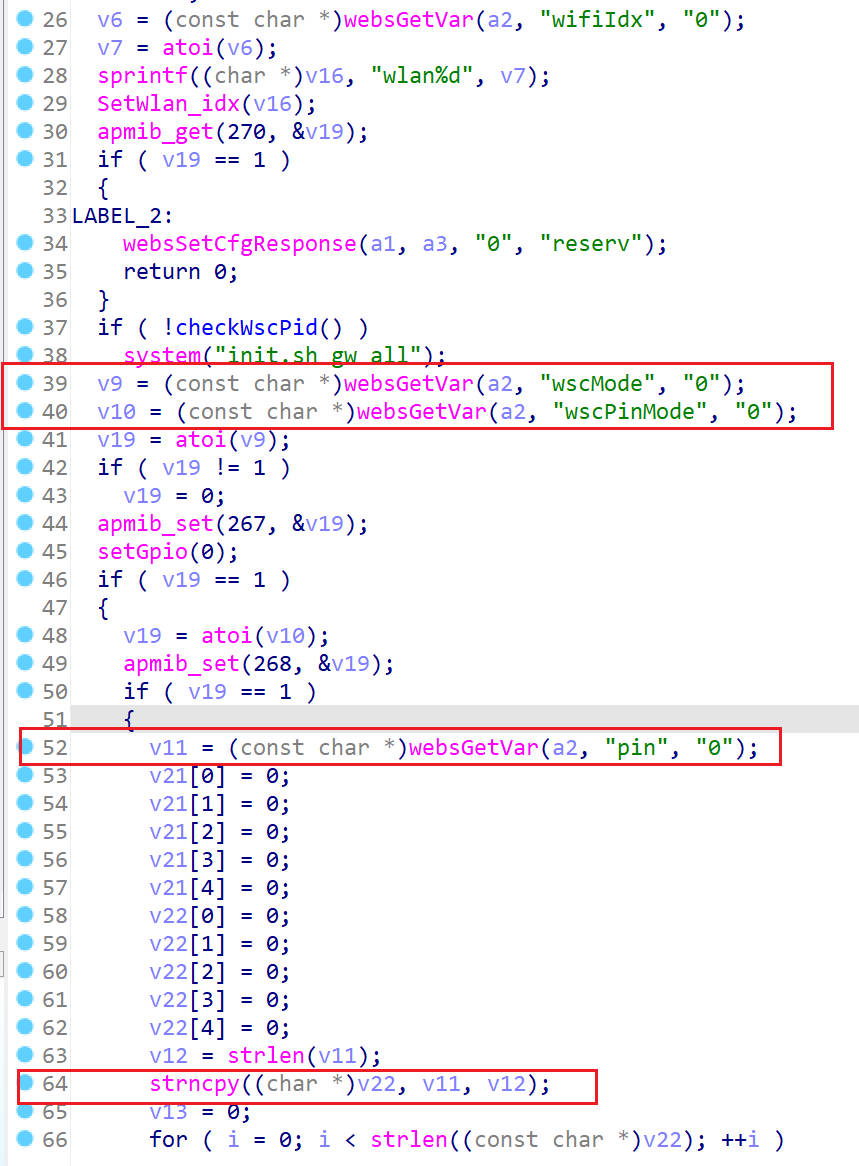 26 v6 = (const char *)websGetVar(a2, "wifiIdx", "0");
27 v7 = atoi(v6);
28 sprintf((char *)v16, "wlan%d", v7);
29 SetWlan_idx(v16);
30 apmib_get(270, &v19);
31 if ( v19 == 1 )
32 {
33 LABEL_2:
34 websSetCfgResponse(a1, a3, "0", "reserv");
35 return 0;
36 }
37 if ( !checkWscPid() )
38 system("init.sh gw all");
39 v9 = (const char *)websGetVar(a2, "wscMode", "0");
40 v10 = (const char *)websGetVar(a2, "wscPinMode", "0");
41 v19 = atoi(v9);
42 if ( v19 != 1 )
43 v19 = 0;
44 apmib_set(267, &v19);
45 setGpio(0);
46 if ( v19 == 1 )
47 {
48 v19 = atoi(v10);
49 apmib_set(268, &v19);
50 if ( v19 == 1 )
51 {
52 v11 = (const char *)websGetVar(a2, "pin", "0");
53 v21[0] = 0;
54 v21[1] = 0;
55 v21[2] = 0;
56 v21[3] = 0;
57 v21[4] = 0;
58 v22[0] = 0;
59 v22[1] = 0;
60 v22[2] = 0;
61 v22[3] = 0;
62 v22[4] = 0;
63 v12 = strlen(v11);
64 strncpy((char *)v22, v11, v12);
65 v13 = 0;
66 for ( i = 0; i < strlen((const char *)v22); ++i )